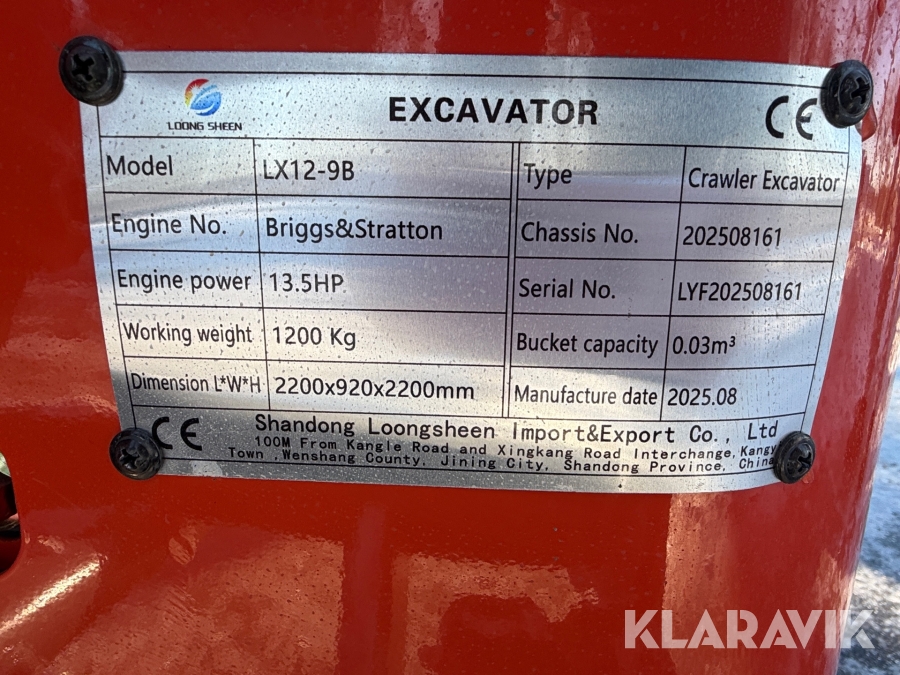 LOONG SHEEN
EXCAVATOR
CE
Model LX12-9B Type Crawler Excavator
Engine No. Briggs&Stratton Chassis No. 202508161
Engine power 13.5HP Serial No. LYF202508161
Working weight 1200 Kg Bucket capacity 0.03m³
Dimension L*W*H 2200x920x2200mm Manufacture date 2025.08
CE
Shandong Loongsheen Import&Export Co., Ltd
100M From Kangle Road and Xingkang Road Interchange,
Town ,Wenshang County, Jining City, Shandong Province, China
KLARAVIK